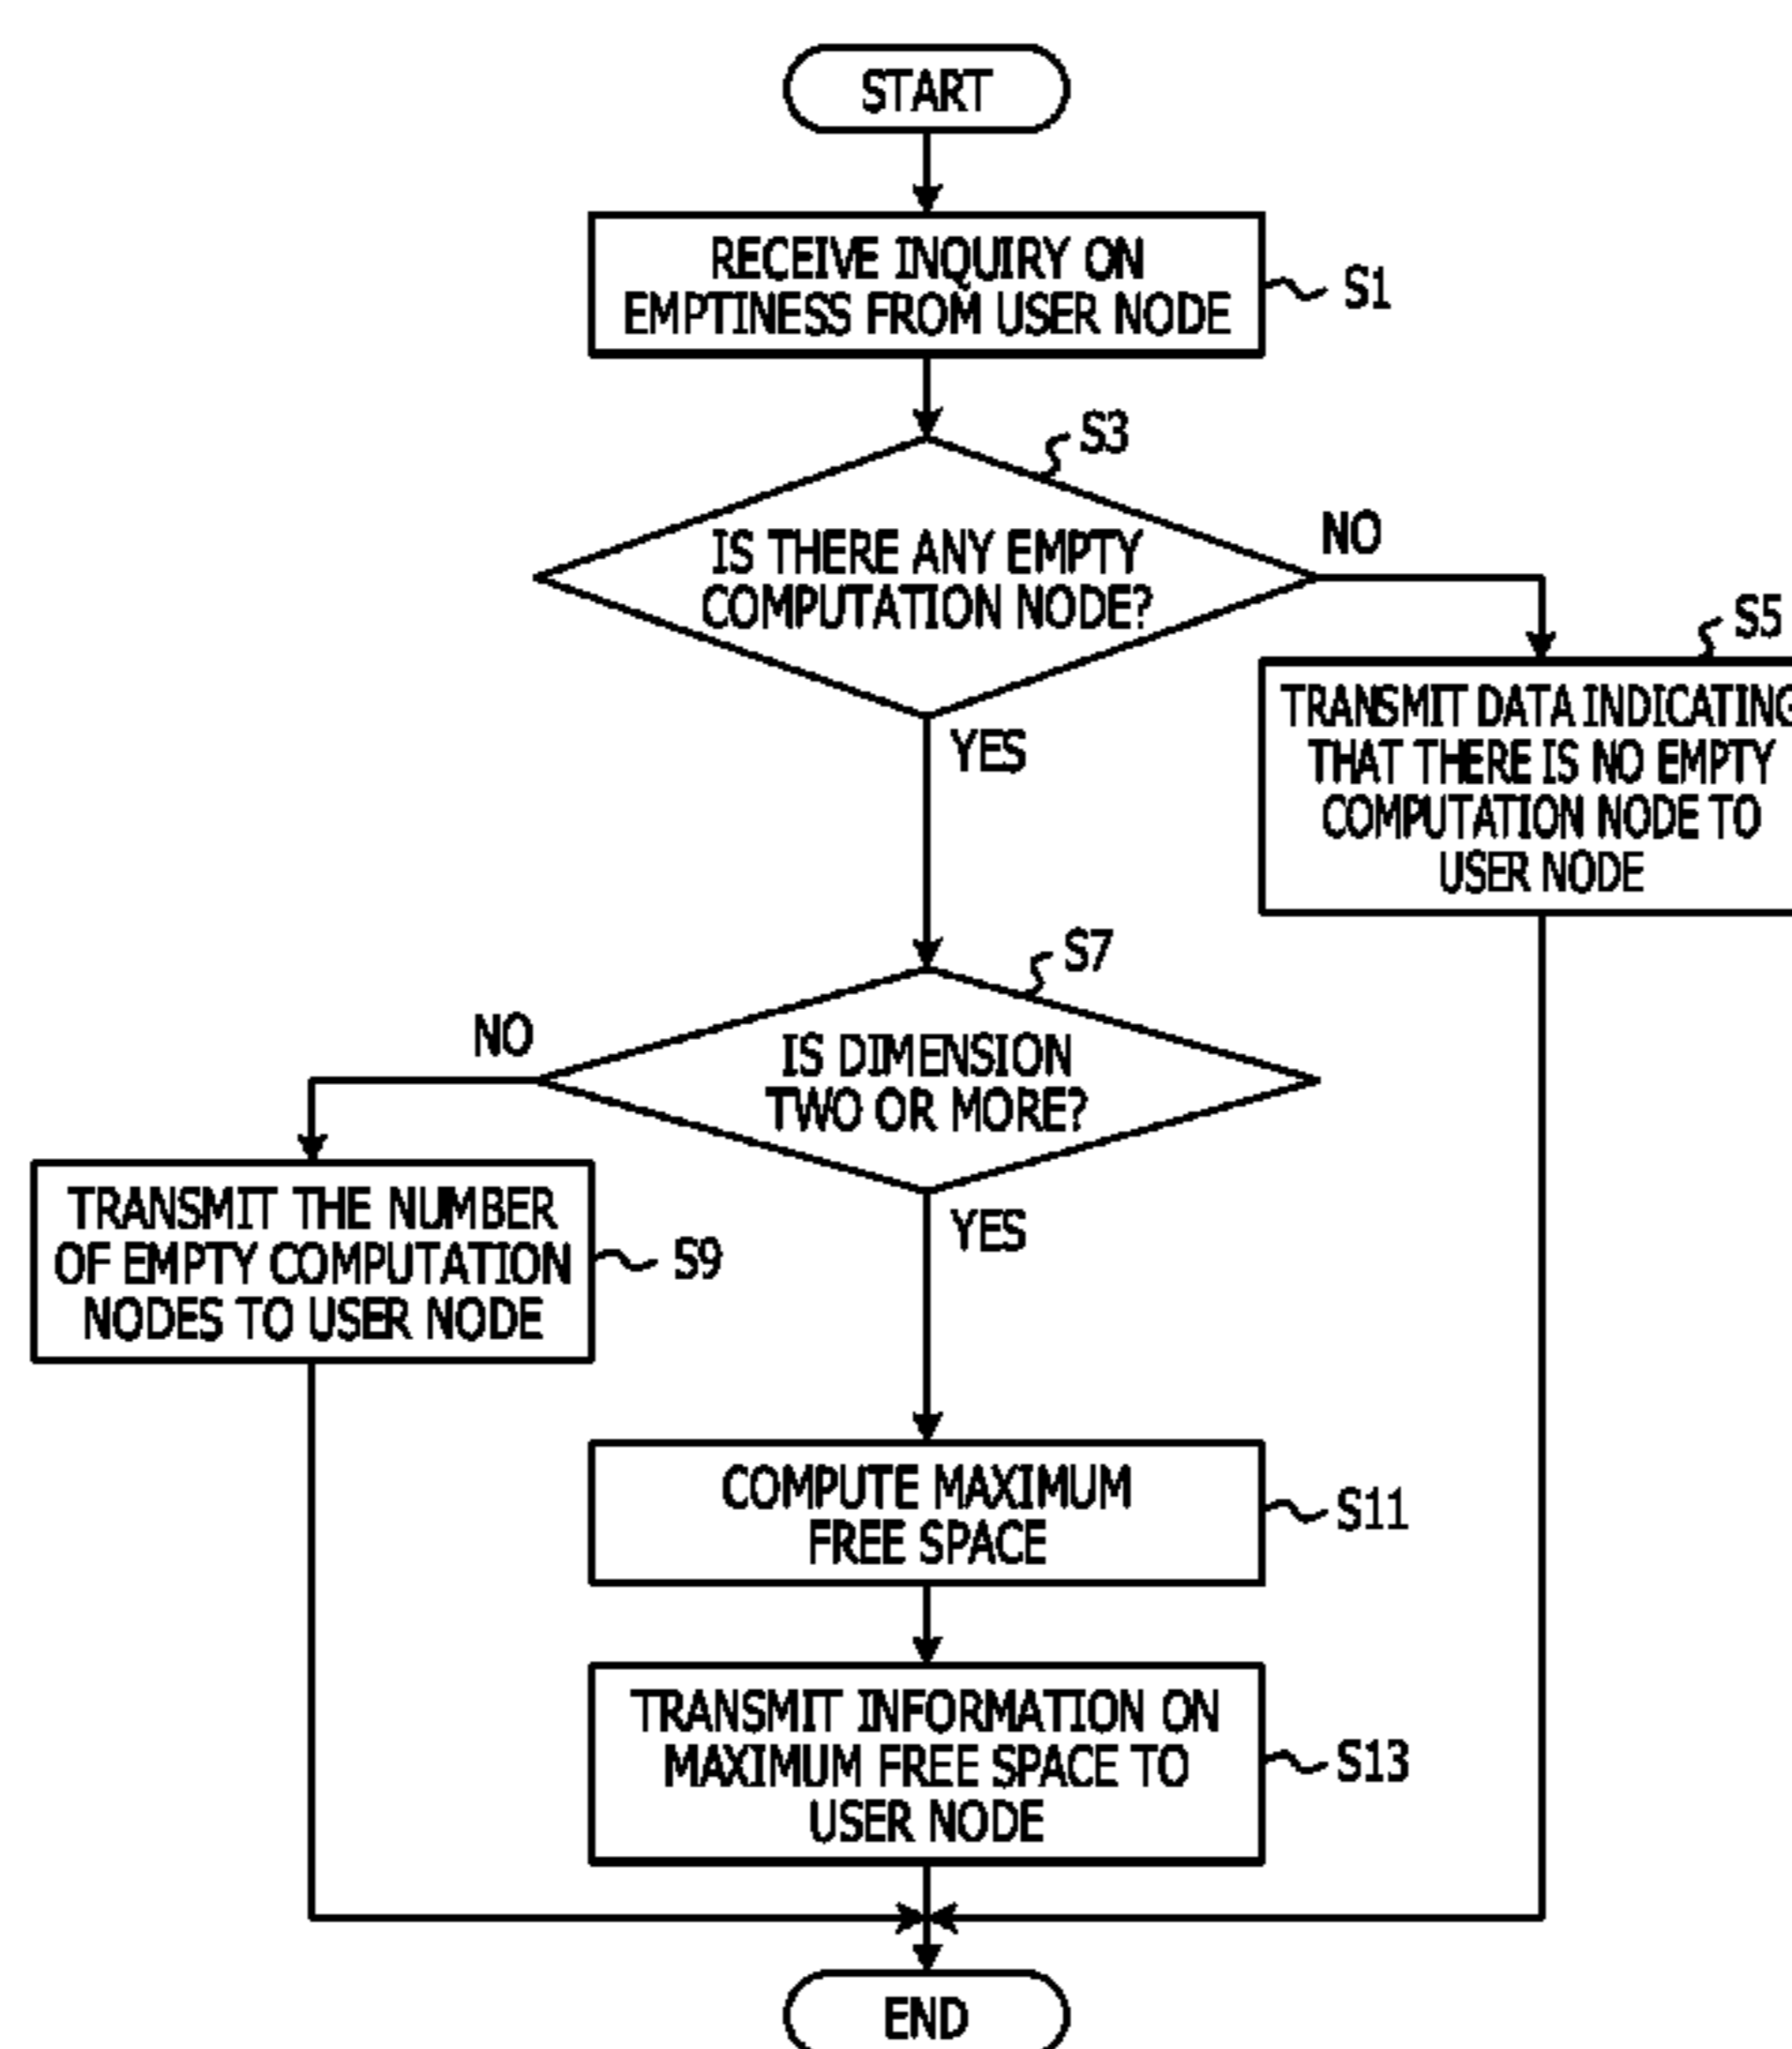 START
RECEIVE INQUIRY ON
EMPTINESS FROM USER NODE
S1
S3
IS THERE ANY EMPTY
COMPUTATION NODE?
NO
YES
S5
TRANSMIT DATA INDICATING
THAT THERE IS NO EMPTY
COMPUTATION NODE TO
USER NODE
S7
IS DIMENSION
TWO OR MORE?
NO
YES
TRANSMIT THE NUMBER
OF EMPTY COMPUTATION
NODES TO USER NODE
S9
COMPUTE MAXIMUM
FREE SPACE
S11
TRANSMIT INFORMATION ON
MAXIMUM FREE SPACE TO
USER NODE
S13
END